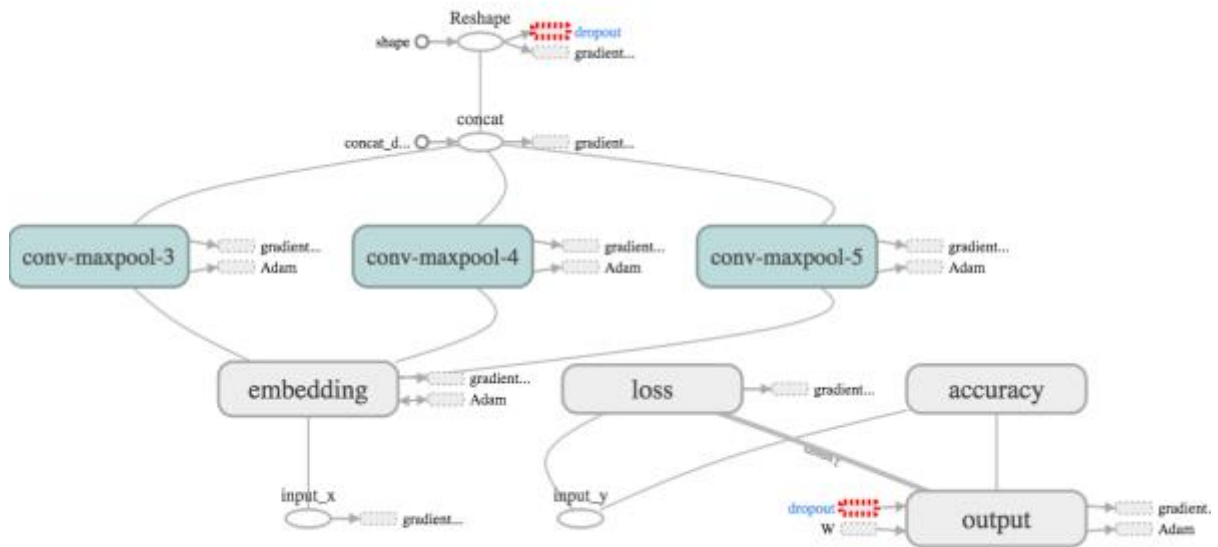 Reshape
dropout
shape
gradient...
concat
concat_d...
gradient...
conv-maxpool-3
gradient...
Adam
conv-maxpool-4
gradient...
Adam
conv-maxpool-5
gradient...
Adam
embedding
gradient...
Adam
loss
gradient...
accuracy
input_x
gradient...
input_y
dropout
W
output
gradient.
Adam